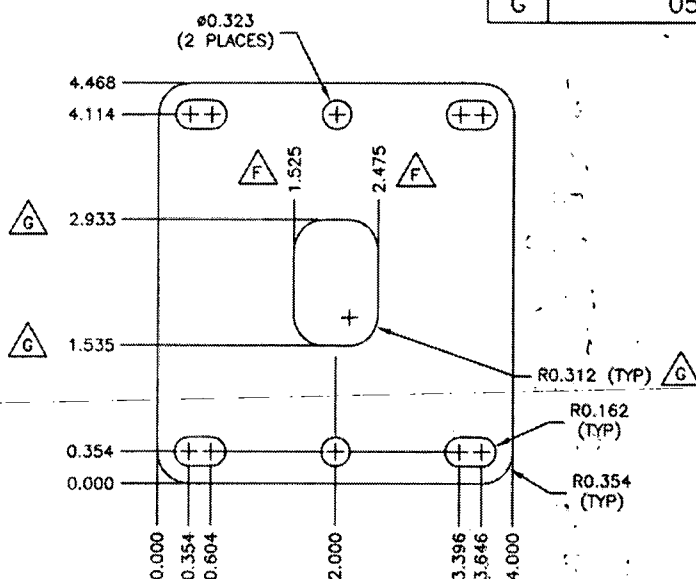 G 05
ø0.323
(2 PLACES)
4.468
4.114
F
1.525
2.475
F
G
2.933
G
1.535
R0.312 (TYP)
G
R0.162
(TYP)
0.354
0.000
R0.354
(TYP)
0.000
0.354
0.604
2.000
3.396
3.646
4.000